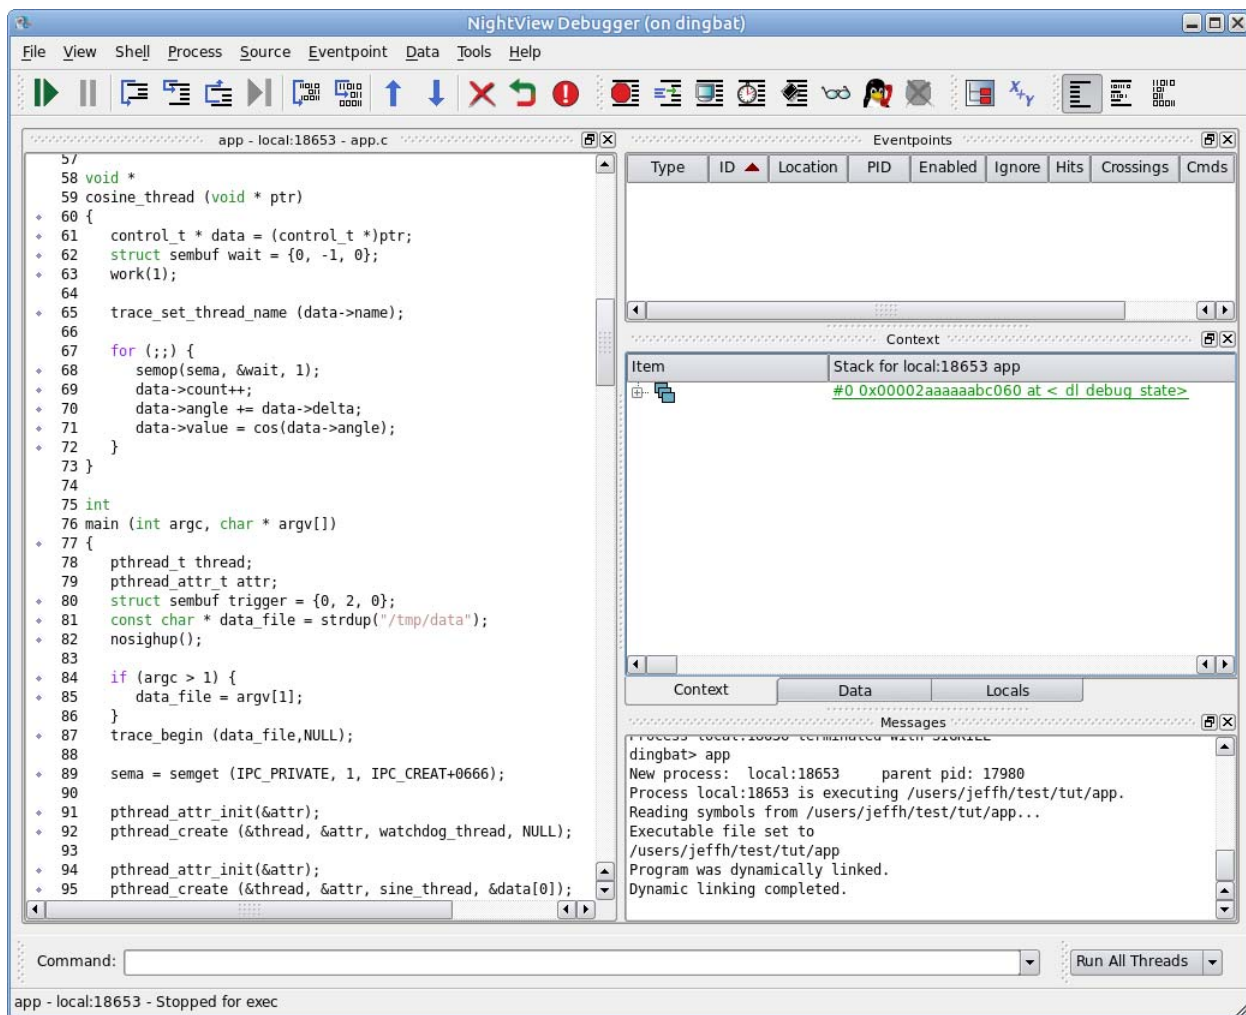 NightView Debugger (on dingbat)
File View Shell Process Source Eventpoint Data Tools Help
app - local:18653 - app.c
57
58 void *
59 cosine_thread (void * ptr)
60 {
61 control_t * data = (control_t *)ptr;
62 struct sembuf wait = {0, -1, 0};
63 work(1);
64
65 trace_set_thread_name (data->name);
66
67 for (;;) {
68 semop(sema, &wait, 1);
69 data->count++;
70 data->angle += data->delta;
71 data->value = cos(data->angle);
72 }
73 }
74
75 int
76 main (int argc, char * argv[])
77 {
78 pthread_t thread;
79 pthread_attr_t attr;
80 struct sembuf trigger = {0, 2, 0};
81 const char * data_file = strdup("/tmp/data");
82 nosighup();
83
84 if (argc > 1) {
85 data_file = argv[1];
86 }
87 trace_begin (data_file,NULL);
88
89 sema = semget (IPC_PRIVATE, 1, IPC_CREAT+0666);
90
91 pthread_attr_init(&attr);
92 pthread_create (&thread, &attr, watchdog_thread, NULL);
93
94 pthread_attr_init(&attr);
95 pthread_create (&thread, &attr, sine_thread, &data[0]);
Eventpoints
Type ID Location PID Enabled Ignore Hits Crossings Cmds
Context
Item Stack for local:18653 app
#0 0x00002aaaaaabc060 at <_dl_debug_state>
Context Data Locals
Messages
terminated with SIGKILL
dingbat> app
New process: local:18653 parent pid: 17980
Process local:18653 is executing /users/jeffh/test/tut/app.
Reading symbols from /users/jeffh/test/tut/app...
Executable file set to
/users/jeffh/test/tut/app
Program was dynamically linked.
Dynamic linking completed.
Command:
Run All Threads
app - local:18653 - Stopped for exec